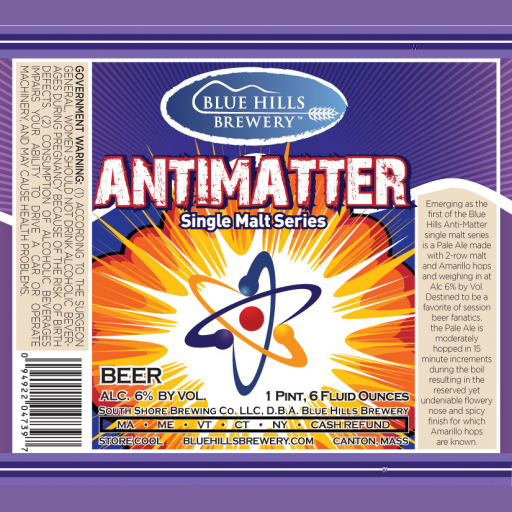 GOVERNMENT WARNING: (1) ACCORDING TO THE SURGEON
GENERAL, WOMEN SHOULD NOT DRINK ALCOHOLIC BEVER-
AGES DURING PREGNANCY BECAUSE OF THE RISK OF BIRTH
DEFECTS. (2) CONSUMPTION OF ALCOHOLIC BEVERAGES
IMPAIRS YOUR ABILITY TO DRIVE A CAR OR OPERATE
MACHINERY, AND MAY CAUSE HEALTH PROBLEMS.
0 94922 04739 7
BLUE HILLS
BREWERY™
ANTIMATTER
Single Malt Series
BEER
ALC. 6% BY VOL. 1 PINT, 6 FLUID OUNCES
SOUTH SHORE BREWING CO. LLC, D.B.A. BLUE HILLS BREWERY
MA • ME • VT • CT • NY • CASH REFUND
STORE COOL BLUEHILLSBREWERY.COM CANTON, MASS
Emerging as the
first of the Blue
Hills Anti-Matter
single malt series
is a Pale Ale made
with 2-row malt
and Amarillo hops
and weighing in at
Alc 6% by Vol.
Destined to be a
favorite of session
beer fanatics,
the Pale Ale is
moderately
hopped in 15
minute increments
during the boil
resulting in the
reserved yet
undeniable flowery
nose and spicy
finish for which
Amarillo hops
are known.